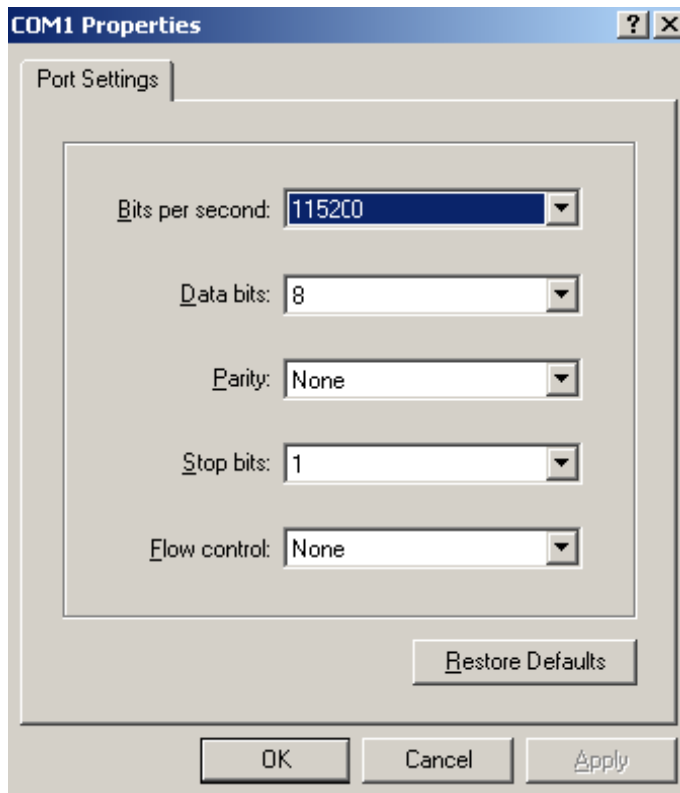 COM1 Properties
Port Settings
Bits per second: 115200
Data bits: 8
Parity: None
Stop bits: 1
Flow control: None
Restore Defaults
OK Cancel Apply